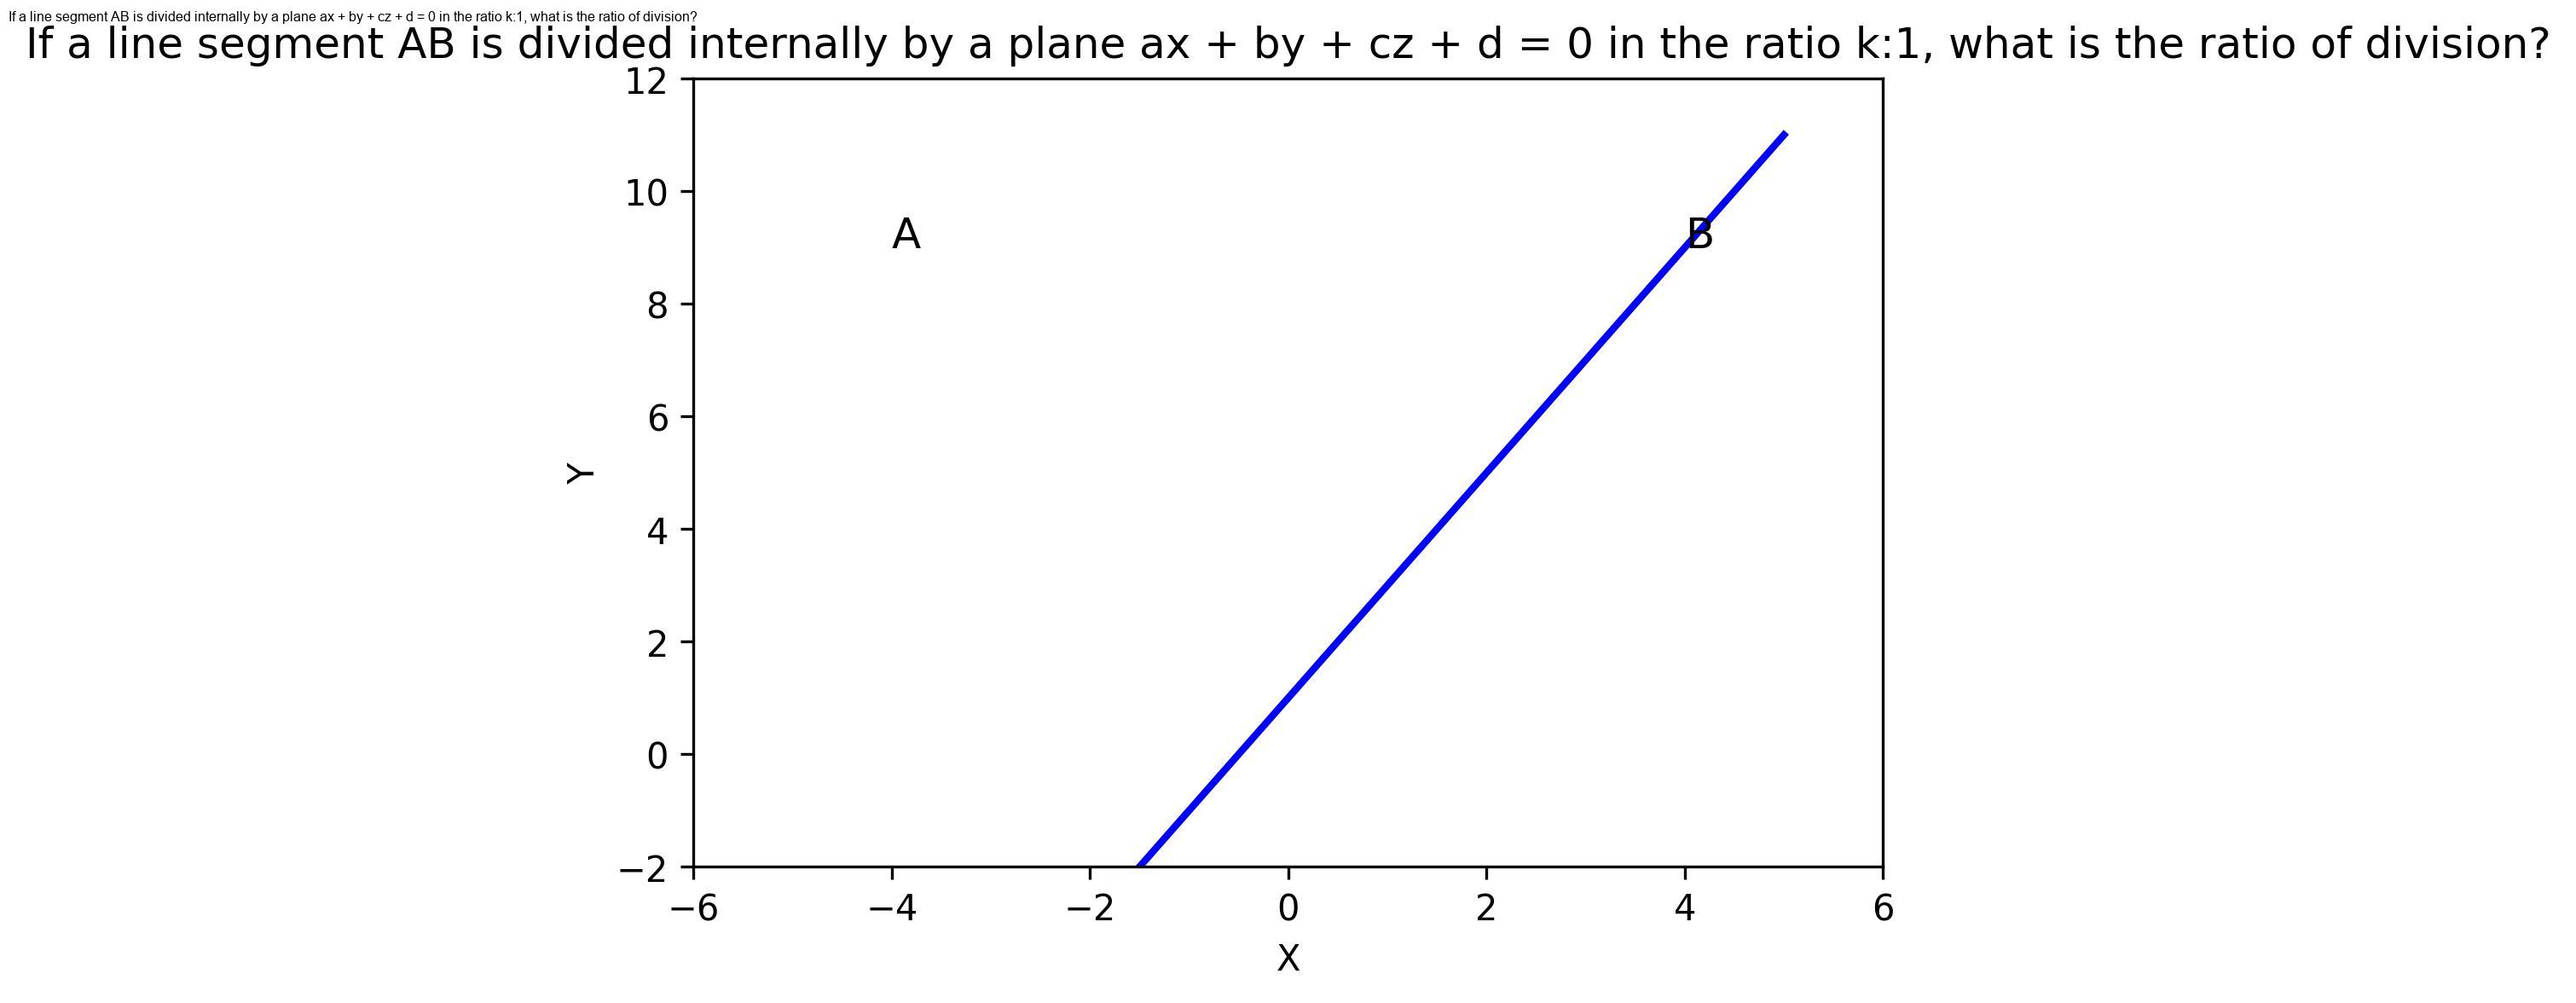 If a line segment AB is divided internally by a plane ax + by + cz + d = 0 in the ratio k:1, what is the ratio of division?
If a line segment AB is divided internally by a plane ax + by + cz + d = 0 in the ratio k:1, what is the ratio of division?
12
10
A
B
8
6
Y
4
2
0
−2
−6
−4
−2
0
2
4
6
X